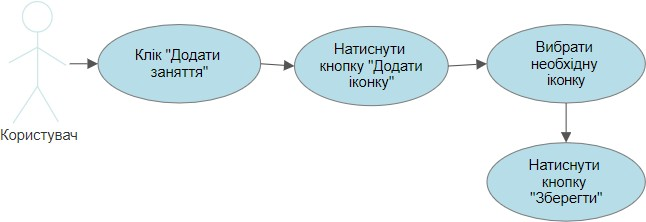 Клік "Додати
заняття"
Натиснути
кнопку "Додати
іконку"
Вибрати
необхідну
іконку
Користувач
Натиснути
кнопку
"Зберегти"